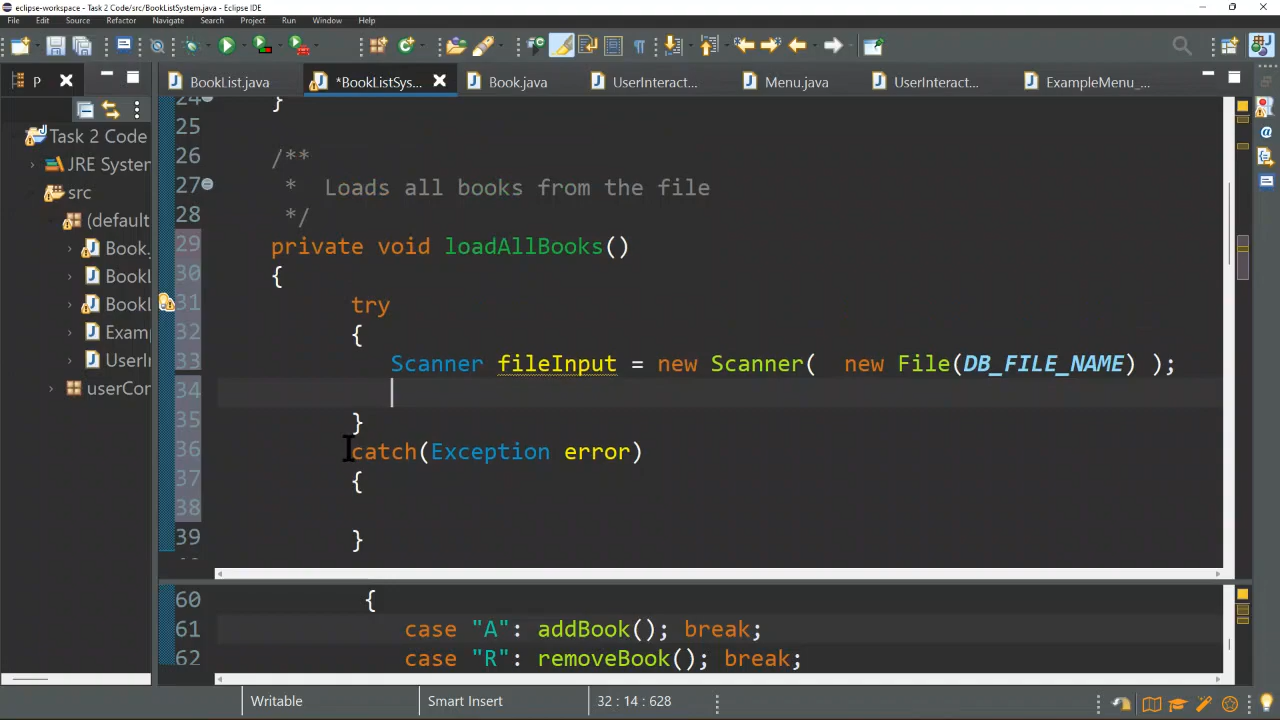 eclipse-workspace - Task 2 Code/src/BookListSystem.java - Eclipse IDE
File Edit Source Refactor Navigate Search Project Run Window Help
P BookList.java *BookListSys... Book.java UserInteract... Menu.java UserInteract... ExampleMenu_...
Task 2 Code
JRE System
src
(default
Book.
BookL
BookL
Exam
UserIn
userCor
24 }
25
26 /**
27 * Loads all books from the file
28 */
29 private void loadAllBooks()
30 {
31 try
32 {
33 Scanner fileInput = new Scanner( new File(DB_FILE_NAME) );
34
35 }
36 catch(Exception error)
37 {
38
39 }
60 {
61 case "A": addBook(); break;
62 case "R": removeBook(); break;
Writable Smart Insert 32 : 14 : 628